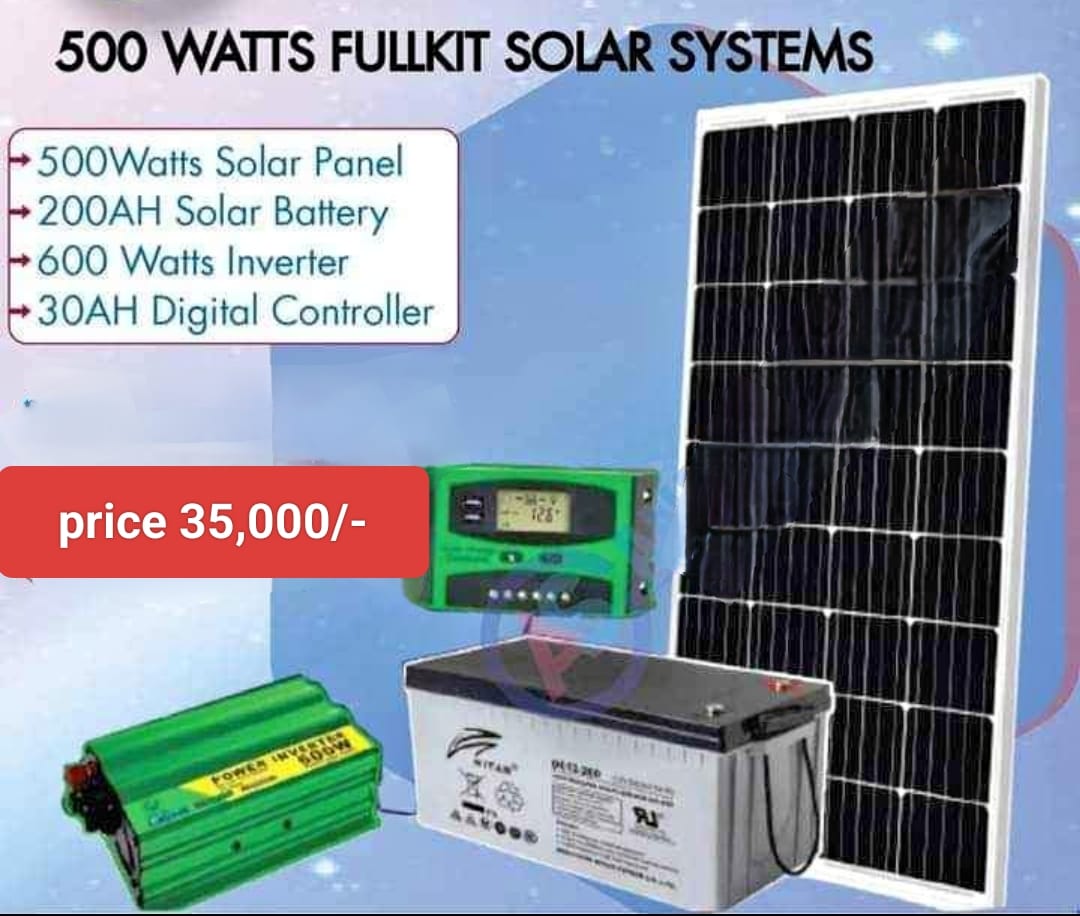 500 WATTS FULLKIT SOLAR SYSTEMS
500Watts Solar Panel
200AH Solar Battery
600 Watts Inverter
30AH Digital Controller
price 35,000/-
POWER INVERTER
500W
RITAR